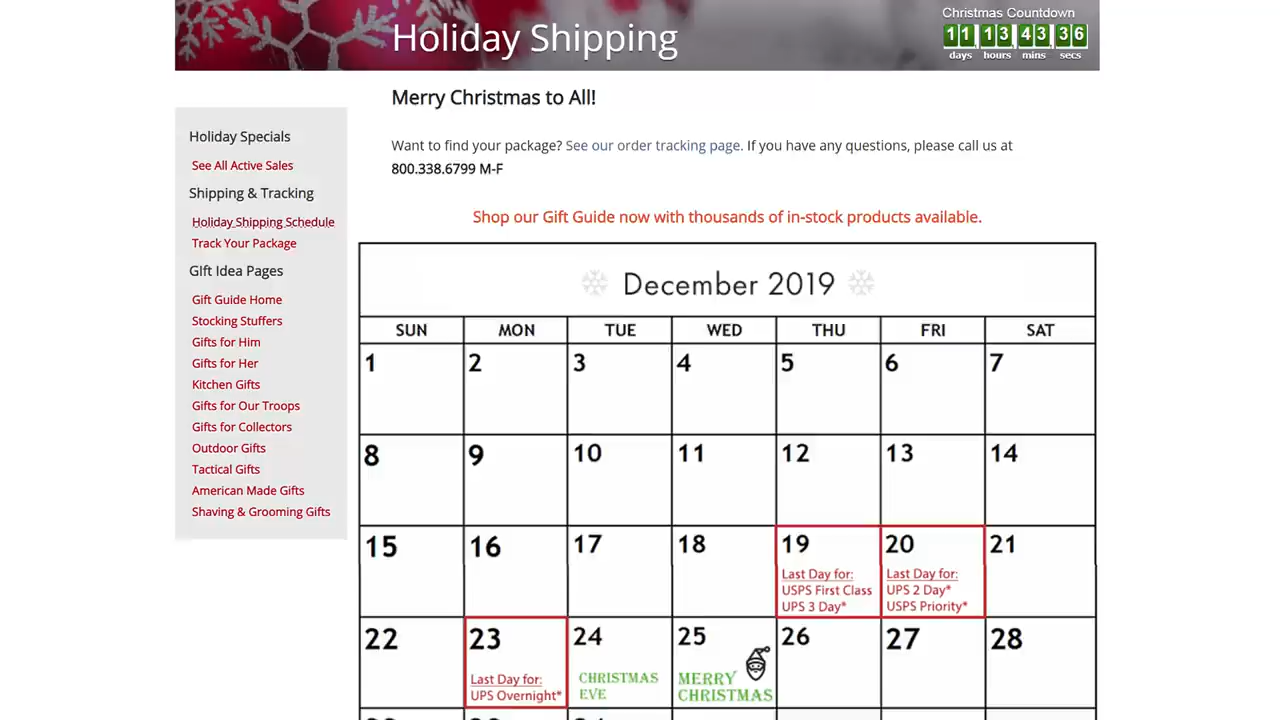 Holiday Shipping
Christmas Countdown
11 13 43 36
days hours mins secs
Merry Christmas to All!
Want to find your package? See our order tracking page. If you have any questions, please call us at
800.338.6799 M-F
Shop our Gift Guide now with thousands of in-stock products available.
Holiday Specials
See All Active Sales
Shipping & Tracking
Holiday Shipping Schedule
Track Your Package
GIft Idea Pages
Gift Guide Home
Stocking Stuffers
Gifts for Him
Gifts for Her
Kitchen Gifts
Gifts for Our Troops
Gifts for Collectors
Outdoor Gifts
Tactical Gifts
American Made Gifts
Shaving & Grooming Gifts
December 2019
SUN MON TUE WED THU FRI SAT
1 2 3 4 5 6 7
8 9 10 11 12 13 14
15 16 17 18 19 20 21
Last Day for:
USPS First Class
UPS 3 Day*
Last Day for:
UPS 2 Day*
USPS Priority*
22 23 24 25 26 27 28
Last Day for:
UPS Overnight*
CHRISTMAS
EVE
MERRY
CHRISTMAS